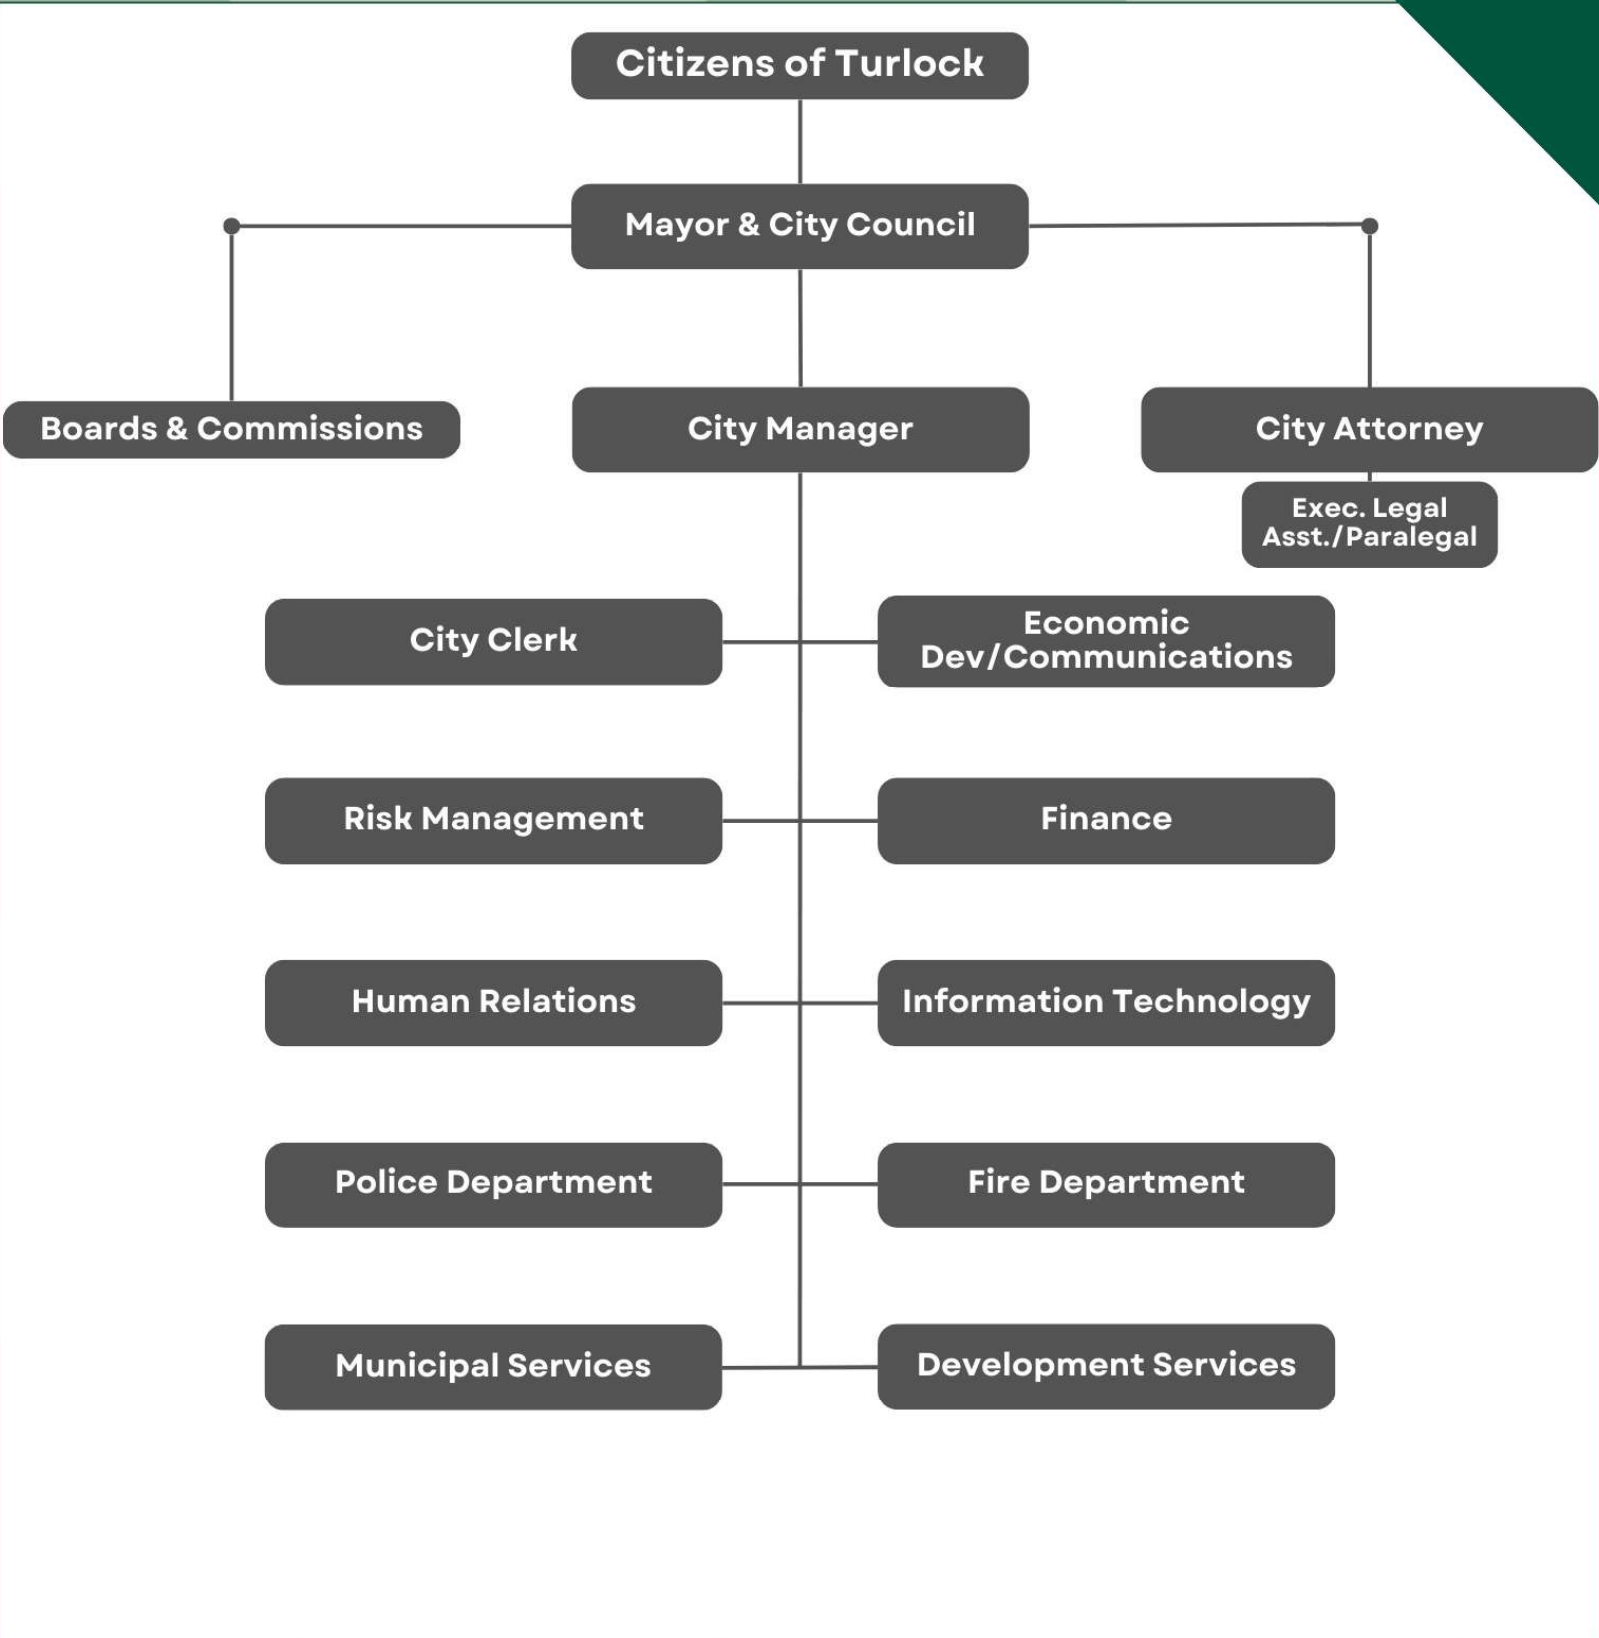 Citizens of Turlock
Mayor & City Council
Boards & Commissions
City Manager
City Attorney
Exec. Legal
Asst./Paralegal
City Clerk
Economic
Dev/Communications
Risk Management
Finance
Human Relations
Information Technology
Police Department
Fire Department
Municipal Services
Development Services